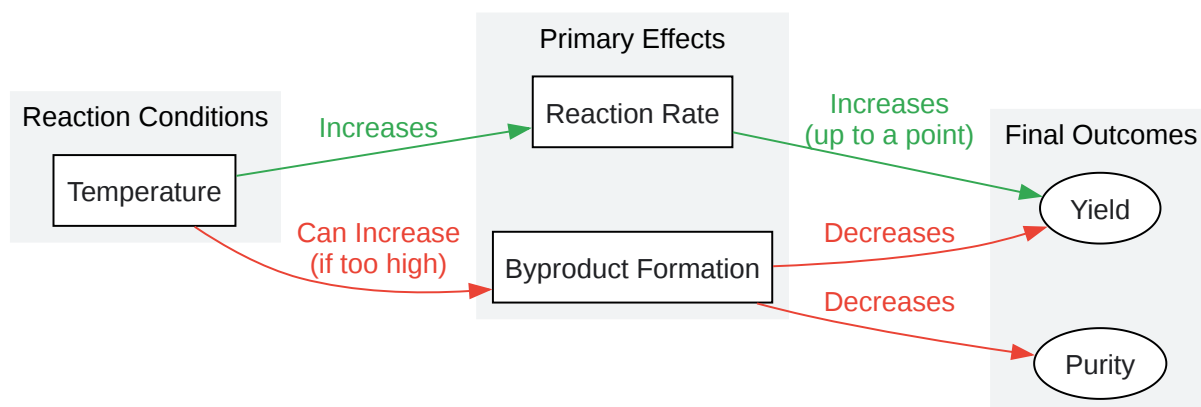 Primary Effects
Reaction Conditions
Reaction Rate
Increases
Increases
(up to a point)
Final Outcomes
Temperature
Yield
Can Increase
(if too high)
Byproduct Formation
Decreases
Decreases
Purity